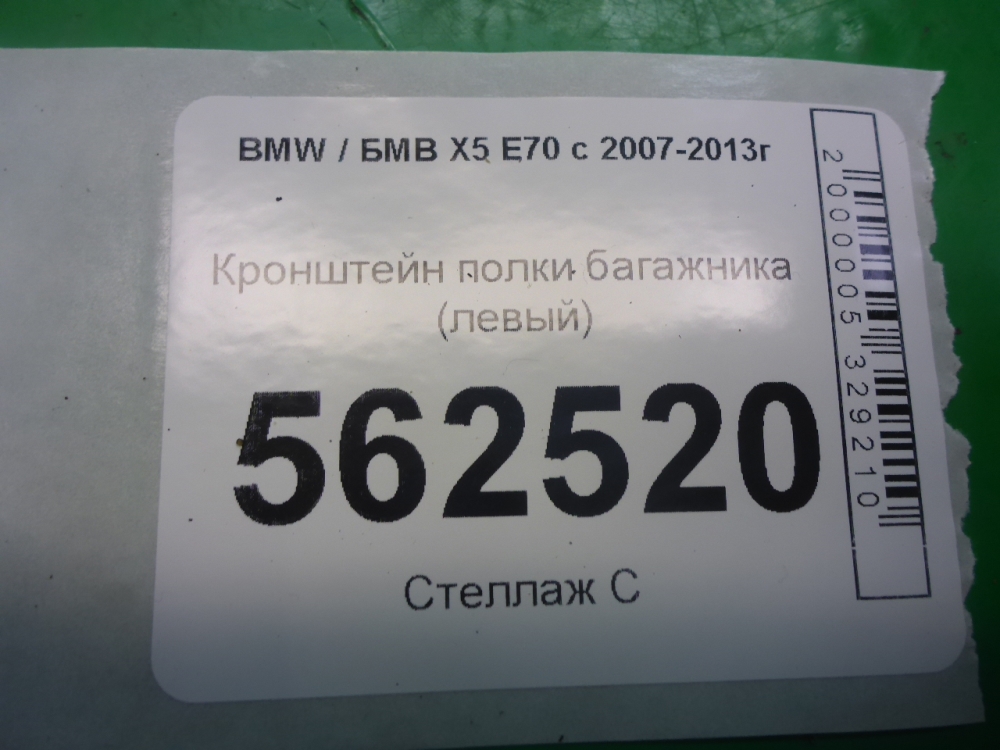 BMW / БМВ X5 E70 с 2007-2013г
Кронштейн полки багажника
(левый)
562520
Стеллаж С
2000005329210